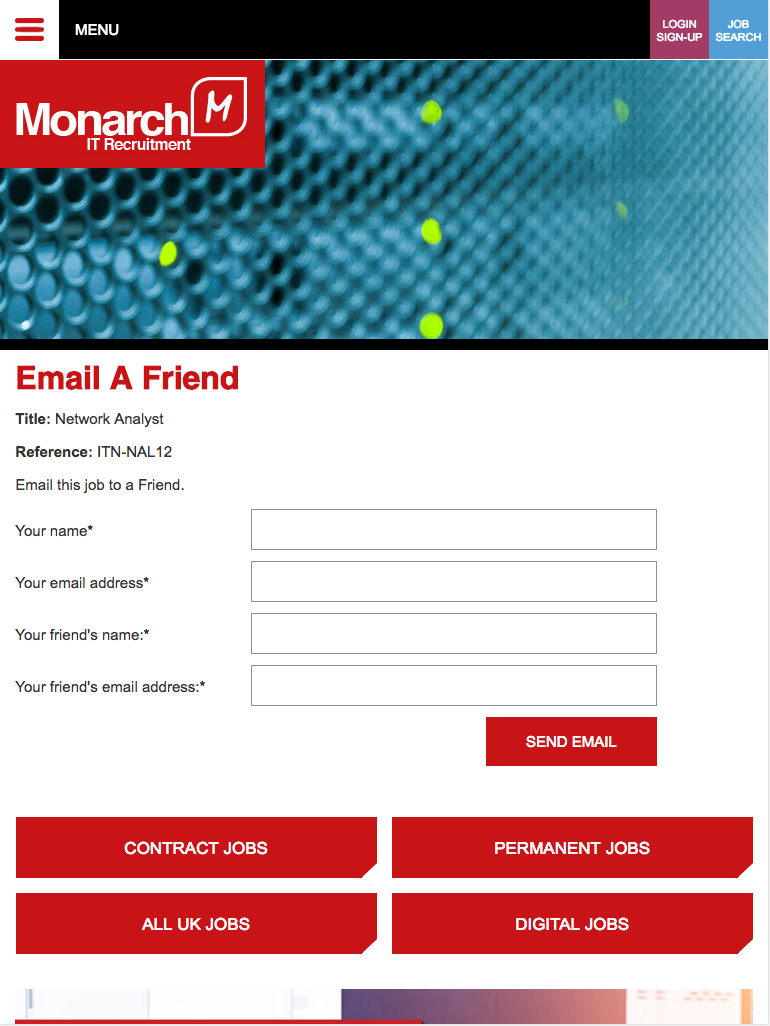 MENU
LOGIN
SIGN-UP
JOB
SEARCH
Monarch
IT Recruitment
Email A Friend
Title: Network Analyst
Reference: ITN-NAL12
Email this job to a Friend.
Your name*
Your email address*
Your friend's name:*
Your friend's email address:*
SEND EMAIL
CONTRACT JOBS
PERMANENT JOBS
ALL UK JOBS
DIGITAL JOBS